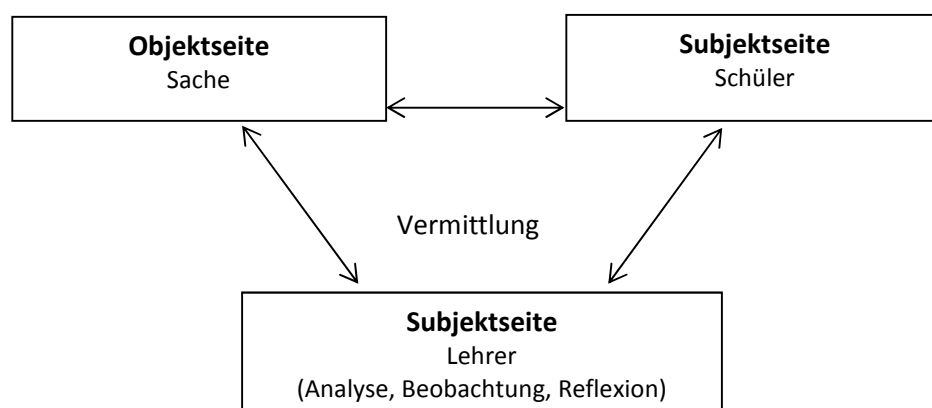 Objektseite
Sache
Subjektseite
Schüler
Vermittlung
Subjektseite
Lehrer
(Analyse, Beobachtung, Reflexion)